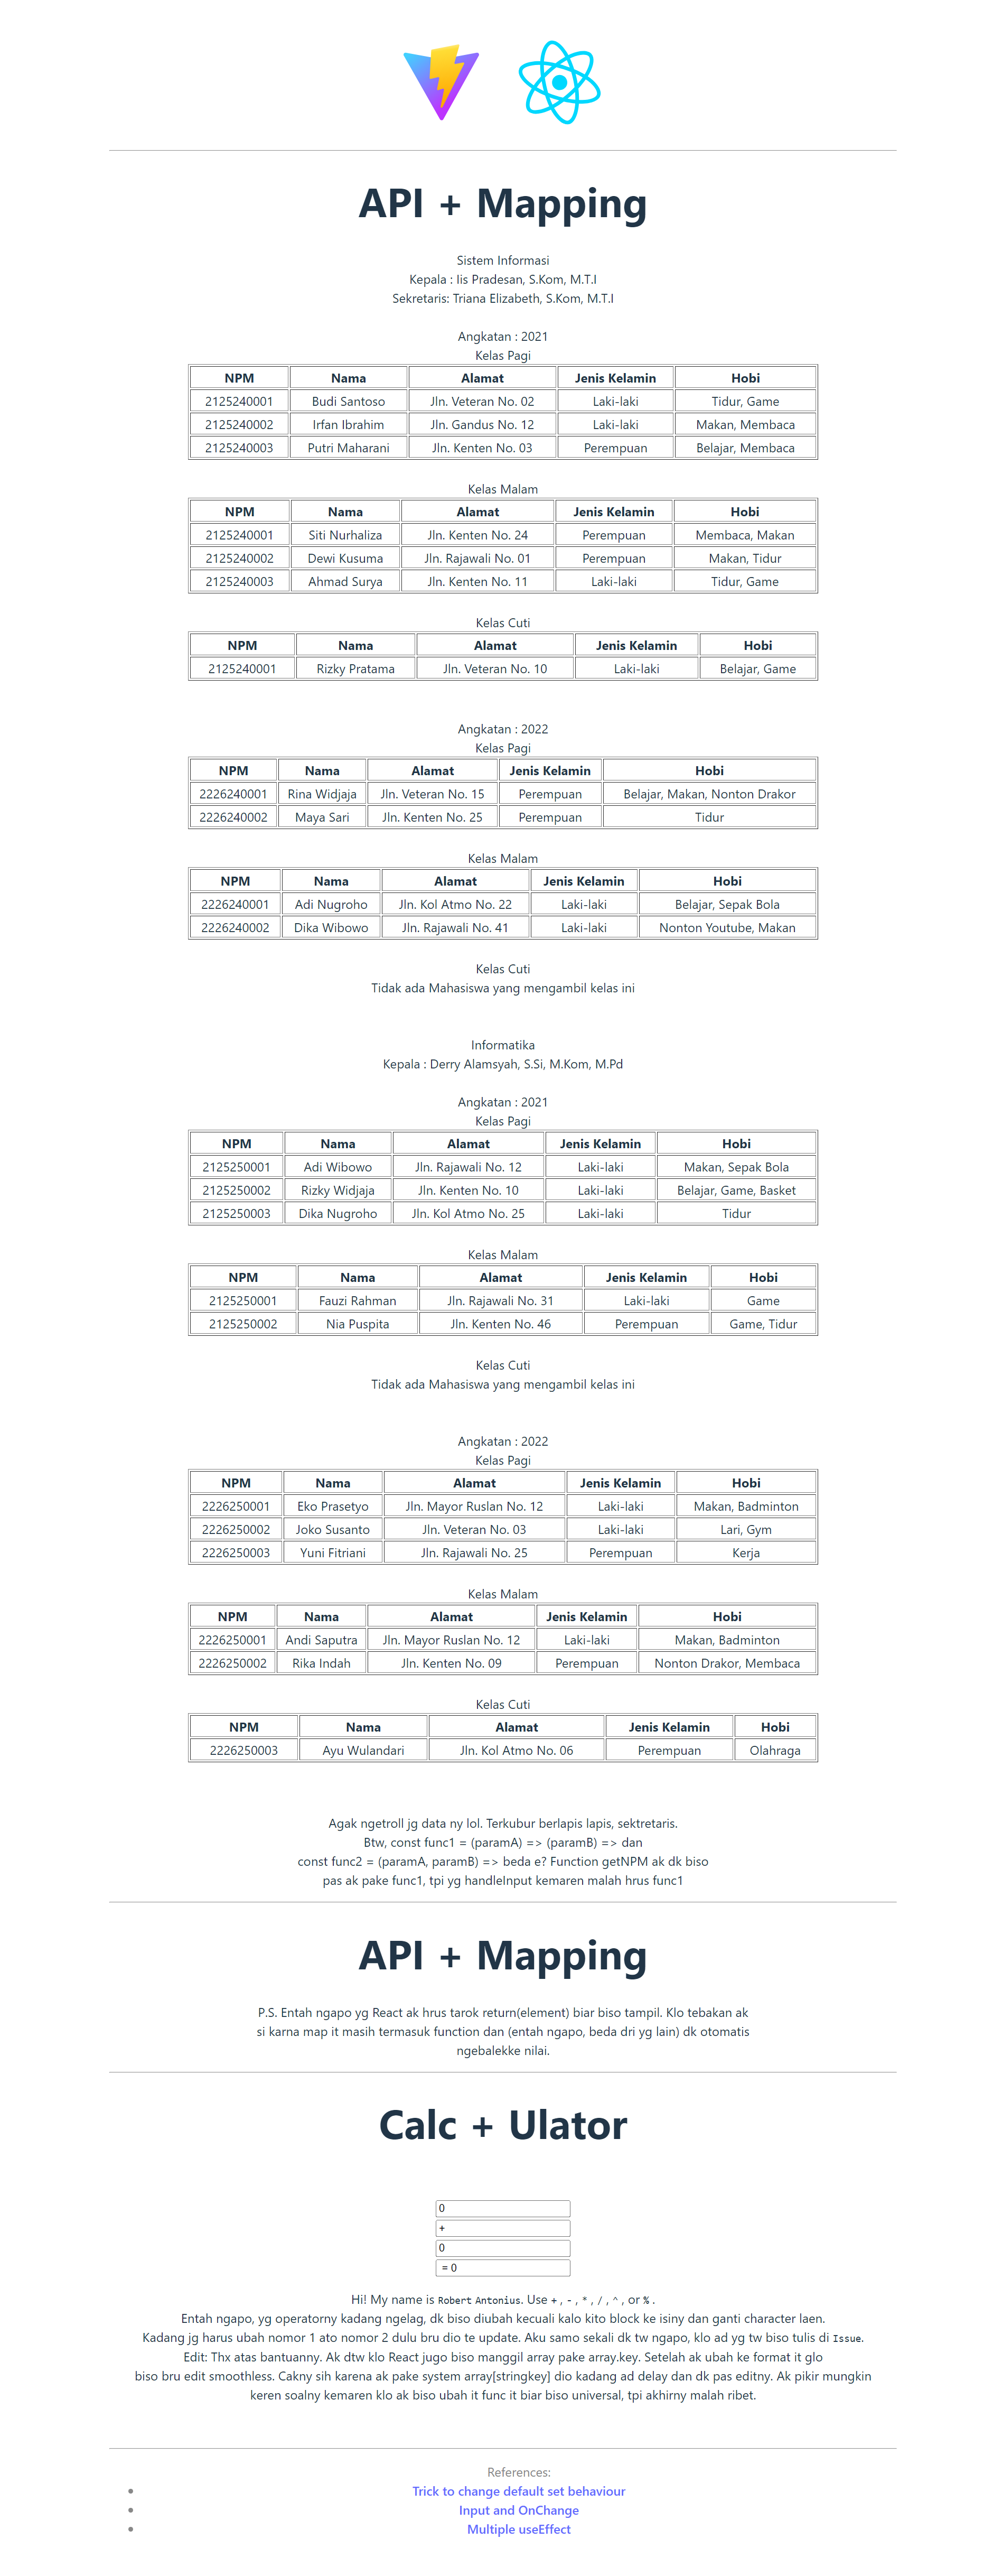 API + Mapping
Sistem Informasi
Kepala : Iis Pradesan, S.Kom, M.T.I
Sekretaris: Triana Elizabeth, S.Kom, M.T.I
Angkatan : 2021
Kelas Pagi
NPM Nama Alamat Jenis Kelamin Hobi
2125240001 Budi Santoso Jln. Veteran No. 02 Laki-laki Tidur, Game
2125240002 Irfan Ibrahim Jln. Gandus No. 12 Laki-laki Makan, Membaca
2125240003 Putri Maharani Jln. Kenten No. 03 Perempuan Belajar, Membaca
Kelas Malam
NPM Nama Alamat Jenis Kelamin Hobi
2125240001 Siti Nurhaliza Jln. Kenten No. 24 Perempuan Membaca, Makan
2125240002 Dewi Kusuma Jln. Rajawali No. 01 Perempuan Makan, Tidur
2125240003 Ahmad Surya Jln. Kenten No. 11 Laki-laki Tidur, Game
Kelas Cuti
NPM Nama Alamat Jenis Kelamin Hobi
2125240001 Rizky Pratama Jln. Veteran No. 10 Laki-laki Belajar, Game
Angkatan : 2022
Kelas Pagi
NPM Nama Alamat Jenis Kelamin Hobi
2226240001 Rina Widjaja Jln. Veteran No. 15 Perempuan Belajar, Makan, Nonton Drakor
2226240002 Maya Sari Jln. Kenten No. 25 Perempuan Tidur
Kelas Malam
NPM Nama Alamat Jenis Kelamin Hobi
2226240001 Adi Nugroho Jln. Kol Atmo No. 22 Laki-laki Belajar, Sepak Bola
2226240002 Dika Wibowo Jln. Rajawali No. 41 Laki-laki Nonton Youtube, Makan
Kelas Cuti
Tidak ada Mahasiswa yang mengambil kelas ini
Informatika
Kepala : Derry Alamsyah, S.Si, M.Kom, M.Pd
Angkatan : 2021
Kelas Pagi
NPM Nama Alamat Jenis Kelamin Hobi
2125250001 Adi Wibowo Jln. Rajawali No. 12 Laki-laki Makan, Sepak Bola
2125250002 Rizky Widjaja Jln. Kenten No. 10 Laki-laki Belajar, Game, Basket
2125250003 Dika Nugroho Jln. Kol Atmo No. 25 Laki-laki Tidur
Kelas Malam
NPM Nama Alamat Jenis Kelamin Hobi
2125250001 Fauzi Rahman Jln. Rajawali No. 31 Laki-laki Game
2125250002 Nia Puspita Jln. Kenten No. 46 Perempuan Game, Tidur
Kelas Cuti
Tidak ada Mahasiswa yang mengambil kelas ini
Angkatan : 2022
Kelas Pagi
NPM Nama Alamat Jenis Kelamin Hobi
2226250001 Eko Prasetyo Jln. Mayor Ruslan No. 12 Laki-laki Makan, Badminton
2226250002 Joko Susanto Jln. Veteran No. 03 Laki-laki Lari, Gym
2226250003 Yuni Fitriani Jln. Rajawali No. 25 Perempuan Kerja
Kelas Malam
NPM Nama Alamat Jenis Kelamin Hobi
2226250001 Andi Saputra Jln. Mayor Ruslan No. 12 Laki-laki Makan, Badminton
2226250002 Rika Indah Jln. Kenten No. 09 Perempuan Nonton Drakor, Membaca
Kelas Cuti
NPM Nama Alamat Jenis Kelamin Hobi
2226250003 Ayu Wulandari Jln. Kol Atmo No. 06 Perempuan Olahraga
Agak ngetroll jg data ny lol. Terkubur berlapis lapis, sektretaris.
Btw, const func1 = (paramA) => (paramB) => dan
const func2 = (paramA, paramB) => beda e? Function getNPM ak dk biso
pas ak pake func1, tpi yg handleInput kemaren malah hrus func1
API + Mapping
P.S. Entah ngapo yg React ak hrus tarok return(element) biar biso tampil. Klo tebakan ak
si karna map it masih termasuk function dan (entah ngapo, beda dri yg lain) dk otomatis
ngebalekke nilai.
Calc + Ulator
0
+
0
= 0
Hi! My name is Robert Antonius. Use + , - , * , / , ^ , or % .
Entah ngapo, yg operatorny kadang ngelag, dk biso diubah kecuali kalo kito block ke isiny dan ganti character laen.
Kadang jg harus ubah nomor 1 ato nomor 2 dulu bru dio te update. Aku samo sekali dk tw ngapo, klo ad yg tw biso tulis di Issue.
Edit: Thx atas bantuanny. Ak dtw klo React jugo biso manggil array pake array.key. Setelah ak ubah ke format it glo
biso bru edit smoothless. Cakny sih karena ak pake system array[stringkey] dio kadang ad delay dan dk pas editny. Ak pikir mungkin
keren soalny kemaren klo ak biso ubah it func it biar biso universal, tpi akhirny malah ribet.
References:
Trick to change default set behaviour
Input and OnChange
Multiple useEffect